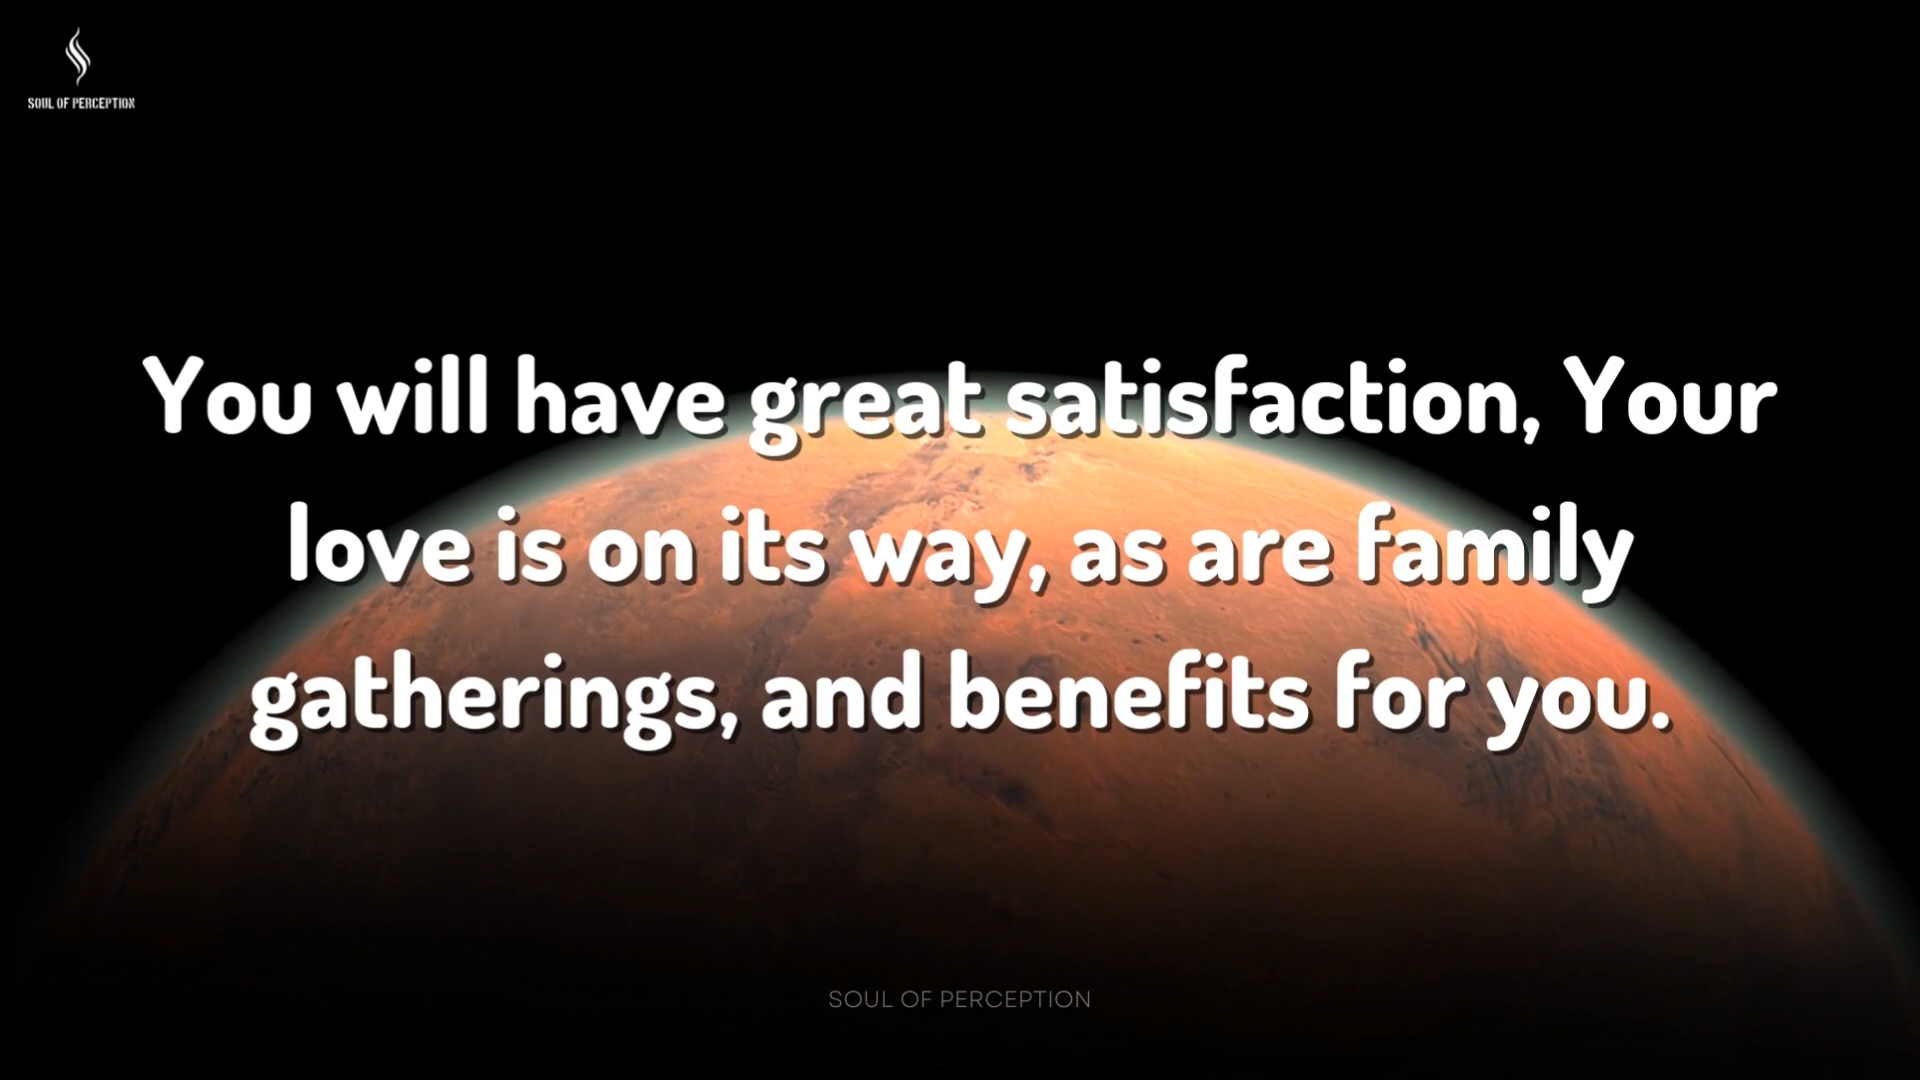 SOUL OF PERCEPTION
You will have great satisfaction, Your
love is on its way, as are family
gatherings, and benefits for you.
SOUL OF PERCEPTION